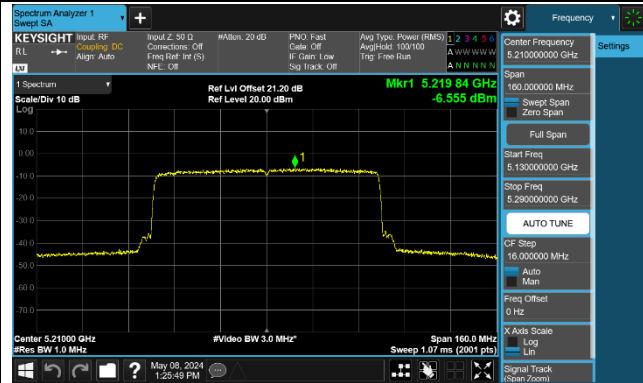 Spectrum Analyzer 1
Swept SA
+
Frequency
KEYSIGHT
RL
LXI
Input: RF
Coupling: DC
Align: Auto
Input Z: 50 Ω
Corrections: Off
Freq Ref: Int (S)
NFE: Off
#Atten: 20 dB
PNO: Fast
Gate: Off
IF Gain: Low
Sig Track: Off
Avg Type: Power (RMS)
Avg|Hold: 100/100
Trig: Free Run
1 2 3 4 5 6
A W W W W W
A N N N N N
1 Spectrum
Scale/Div 10 dB
Log
Ref Lvl Offset 21.20 dB
Ref Level 20.00 dBm
Mkr1 5.219 84 GHz
-6.555 dBm
10.0
0.00
-10.0
-20.0
-30.0
-40.0
-50.0
-60.0
-70.0
1
Center 5.21000 GHz
#Res BW 1.0 MHz
#Video BW 3.0 MHz*
Span 160.0 MHz
Sweep 1.07 ms (2001 pts)
May 08, 2024
1:25:49 PM
?
Center Frequency
5.210000000 GHz
Span
160.000000 MHz
Swept Span
Zero Span
Full Span
Start Freq
5.130000000 GHz
Stop Freq
5.290000000 GHz
AUTO TUNE
CF Step
16.000000 MHz
Auto
Man
Freq Offset
0 Hz
X Axis Scale
Log
Lin
Signal Track
(Span Zoom)
Settings